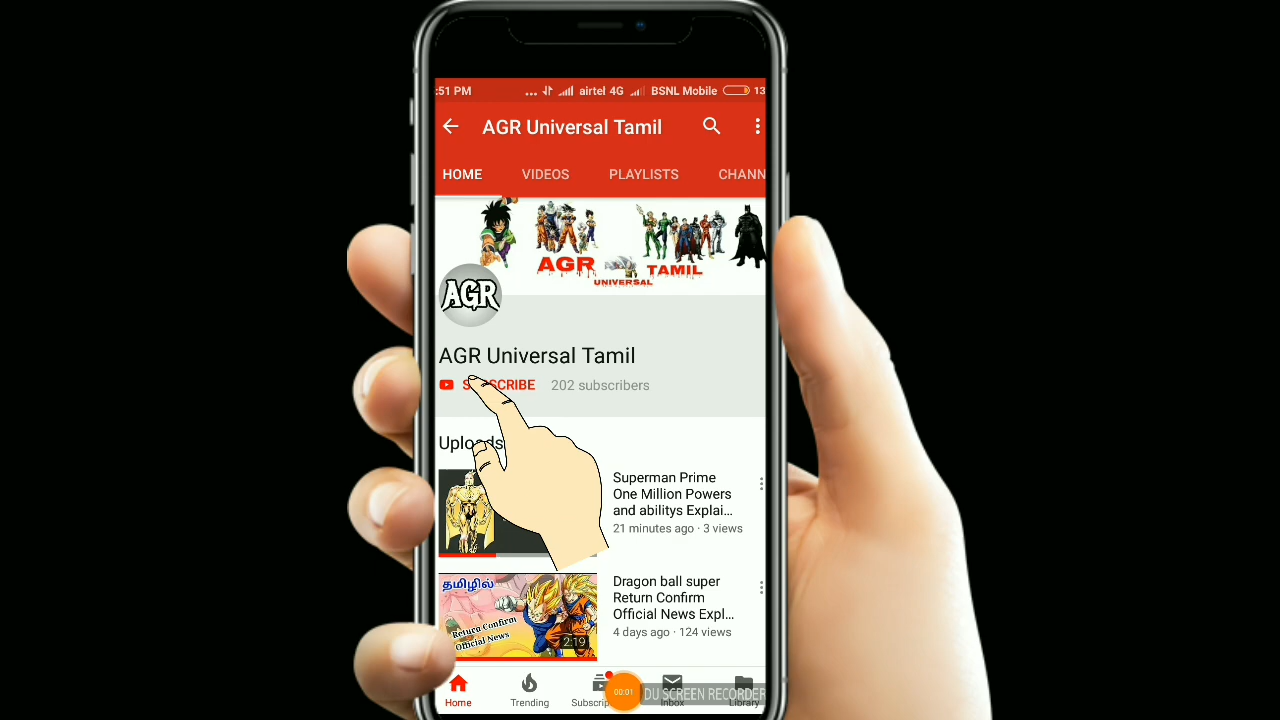 :51 PM
... airtel 4G BSNL Mobile 13
AGR Universal Tamil
HOME VIDEOS PLAYLISTS CHANN
AGR
UNIVERSAL
TAMIL
AGR
AGR Universal Tamil
SUBSCRIBE 202 subscribers
Uploads
Superman Prime
One Million Powers
and abilitys Explai...
21 minutes ago · 3 views
தமிழில்
Return Confirm
Official News
2:19
Dragon ball super
Return Confirm
Official News Expl...
4 days ago · 124 views
Home Trending Subscrip Inbox Library
00:01
DU SCREEN RECORDER